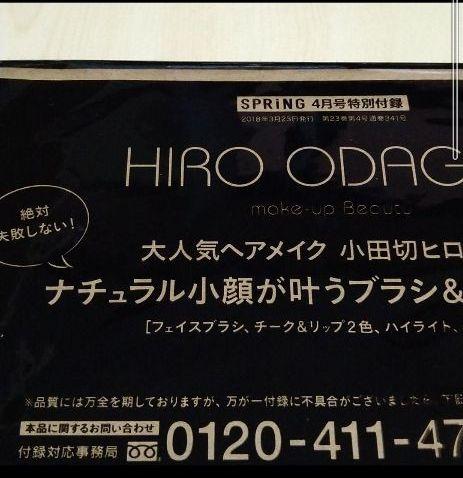 SPRiNG 4月号特別付録
2018年3月23日発行 第23巻第4号通巻341号
HIRO ODAG
make-up Beauty
絶対
失敗しない!
大人気ヘアメイク 小田切ヒロ
ナチュラル小顔が叶うブラシ&
[フェイスブラシ、チーク&リップ2色、ハイライト、
※品質には万全を期しておりますが、万が一付録に不具合がございましたら、下記
本品に関するお問い合わせ
付録対応事務局 0120-411-47